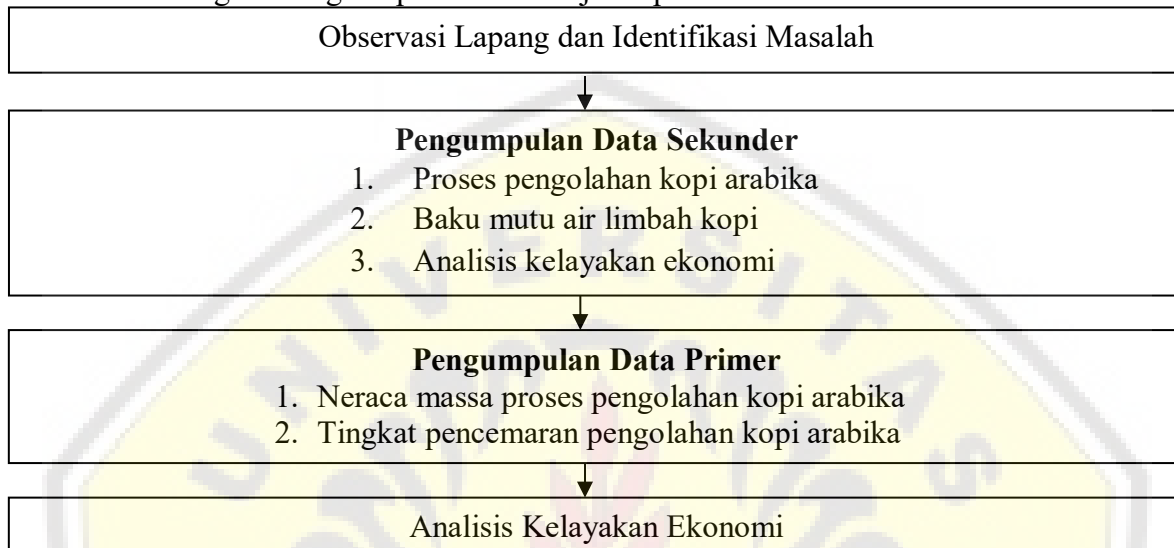 Observasi Lapang dan Identifikasi Masalah
Pengumpulan Data Sekunder
1. Proses pengolahan kopi arabika
2. Baku mutu air limbah kopi
3. Analisis kelayakan ekonomi
Pengumpulan Data Primer
1. Neraca massa proses pengolahan kopi arabika
2. Tingkat pencemaran pengolahan kopi arabika
Analisis Kelayakan Ekonomi
UNIVERSITAS